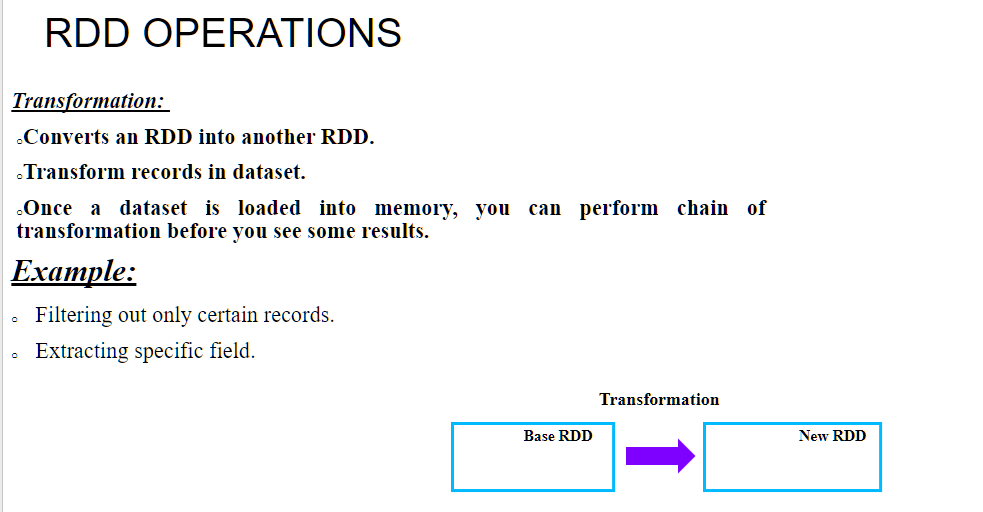 RDD OPERATIONS
Transformation:
Converts an RDD into another RDD.
Transform records in dataset.
Once a dataset is loaded into memory, you can perform chain of
transformation before you see some results.
Example:
Filtering out only certain records.
Extracting specific field.
Transformation
Base RDD
New RDD